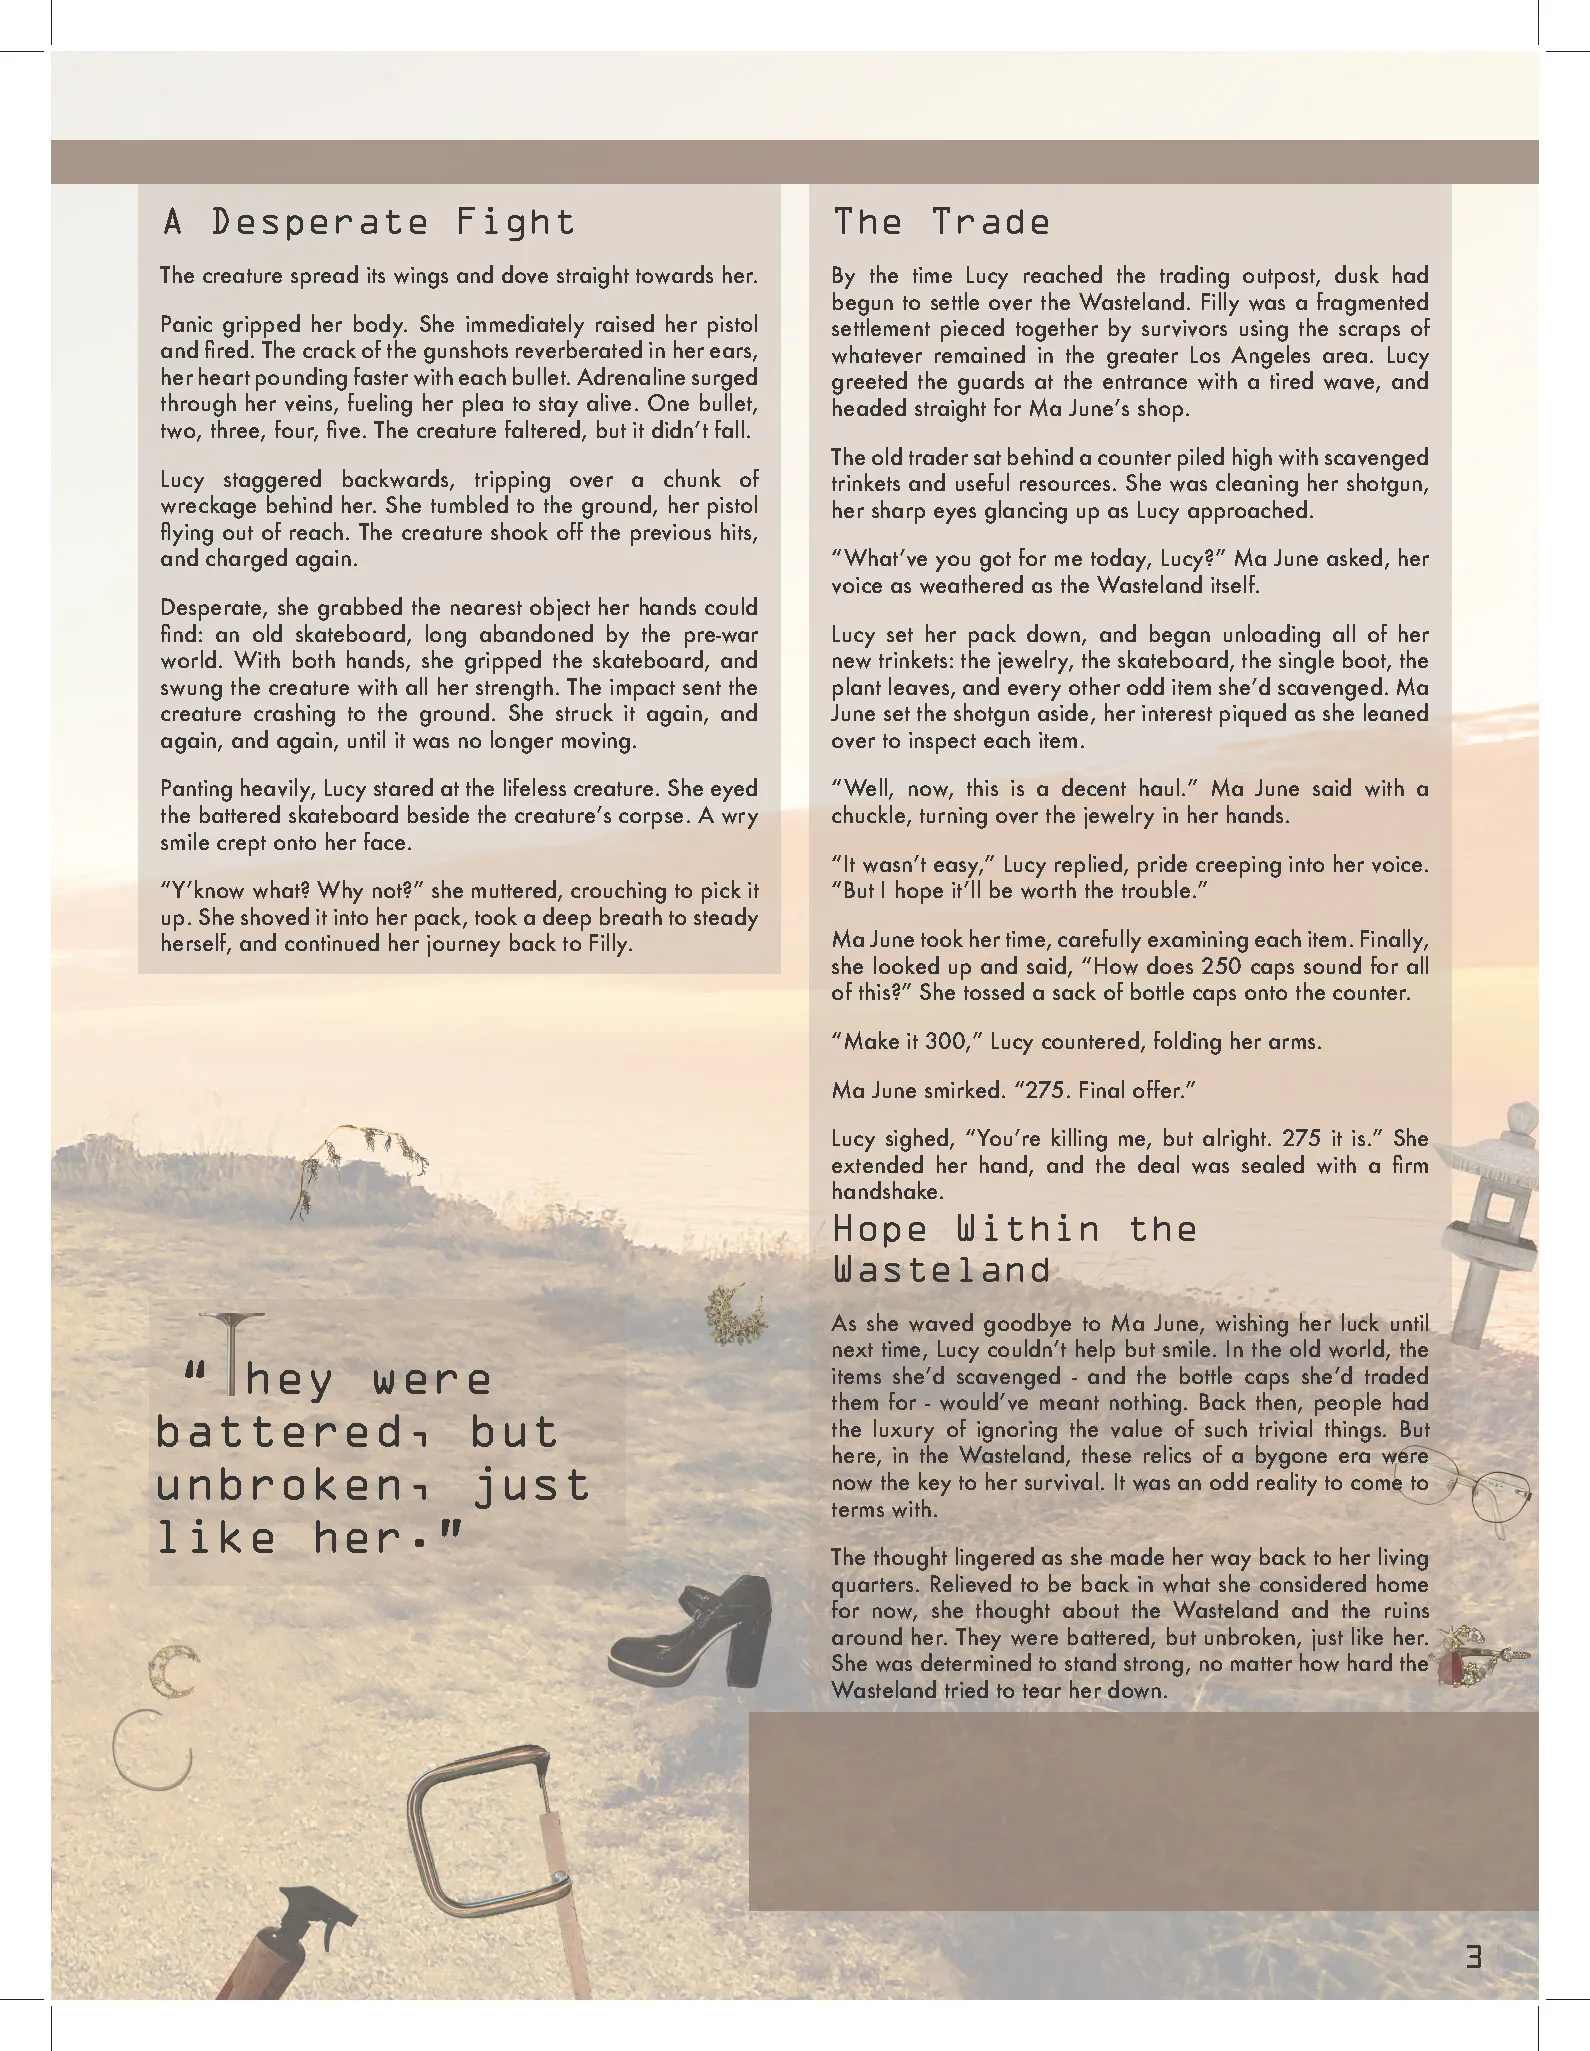 A Desperate Fight
The creature spread its wings and dove straight towards her.
Panic gripped her body. She immediately raised her pistol
and fired. The crack of the gunshots reverberated in her ears,
her heart pounding faster with each bullet. Adrenaline surged
through her veins, fueling her plea to stay alive. One bullet,
two, three, four, five. The creature faltered, but it didn't fall.
Lucy staggered backwards, tripping over a chunk of
wreckage behind her. She tumbled to the ground, her pistol
flying out of reach. The creature shook off the previous hits,
and charged again.
Desperate, she grabbed the nearest object her hands could
find: an old skateboard, long abandoned by the pre-war
world. With both hands, she gripped the skateboard, and
swung the creature with all her strength. The impact sent the
creature crashing to the ground. She struck it again, and
again, and again, until it was no longer moving.
Panting heavily, Lucy stared at the lifeless creature. She eyed
the battered skateboard beside the creature's corpse. A wry
smile crept onto her face.
“Y'know what? Why not?” she muttered, crouching to pick it
up. She shoved it into her pack, took a deep breath to steady
herself, and continued her journey back to Filly.
"They were
battered, but
unbroken, just
like her."
The Trade
By the time Lucy reached the trading outpost, dusk had
begun to settle over the Wasteland. Filly was a fragmented
settlement pieced together by survivors using the scraps of
whatever remained in the greater Los Angeles area. Lucy
greeted the guards at the entrance with a tired wave, and
headed straight for Ma June's shop.
The old trader sat behind a counter piled high with scavenged
trinkets and useful resources. She was cleaning her shotgun,
her sharp eyes glancing up as Lucy approached.
“What've you got for me today, Lucy?” Ma June asked, her
voice as weathered as the Wasteland itself.
Lucy set her pack down, and began unloading all of her
new trinkets: the jewelry, the skateboard, the single boot, the
plant leaves, and every other odd item she'd scavenged. Ma
June set the shotgun aside, her interest piqued as she leaned
over to inspect each item.
“Well, now, this is a decent haul.” Ma June said with a
chuckle, turning over the jewelry in her hands.
“It wasn't easy,” Lucy replied, pride creeping into her voice.
“But I hope it'll be worth the trouble.”
Ma June took her time, carefully examining each item. Finally,
she looked up and said, “How does 250 caps sound for all
of this?” She tossed a sack of bottle caps onto the counter.
“Make it 300,” Lucy countered, folding her arms.
Ma June smirked. “275. Final offer.”
Lucy sighed, “You're killing me, but alright. 275 it is.” She
extended her hand, and the deal was sealed with a firm
handshake.
Hope Within the
Wasteland
As she waved goodbye to Ma June, wishing her luck until
next time, Lucy couldn't help but smile. In the old world, the
items she'd scavenged - and the bottle caps she'd traded
them for - would've meant nothing. Back then, people had
the luxury of ignoring the value of such trivial things. But
here, in the Wasteland, these relics of a bygone era were
now the key to her survival. It was an odd reality to come to
terms with.
The thought lingered as she made her way back to her living
quarters. Relieved to be back in what she considered home
for now, she thought about the Wasteland and the ruins
around her. They were battered, but unbroken, just like her.
She was determined to stand strong, no matter how hard the
Wasteland tried to tear her down.
3